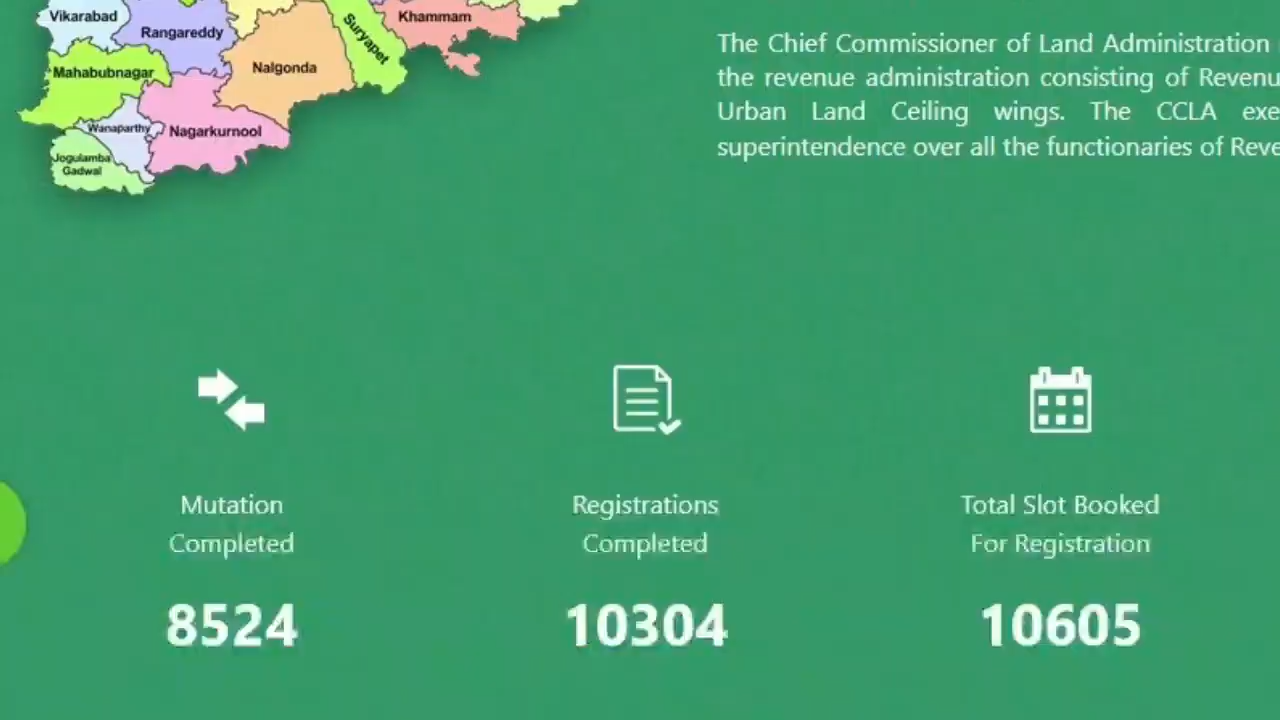 Vikarabad
Rangareddy
Suryapet
Khammam
Mahabubnagar
Nalgonda
Wanaparthy
Nagarkurnool
Jogulamba
Gadwal
The Chief Commissioner of Land Administration
the revenue administration consisting of Revenu
Urban Land Ceiling wings. The CCLA exe
superintendence over all the functionaries of Reve
Mutation
Completed
8524
Registrations
Completed
10304
Total Slot Booked
For Registration
10605